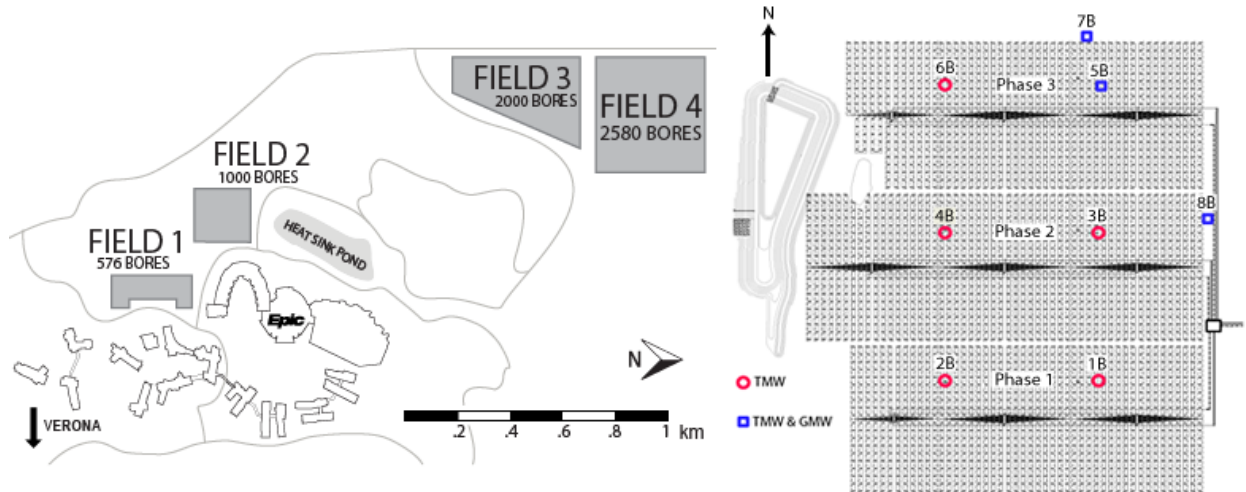 FIELD 3
2000 BORES
FIELD 4
2580 BORES
FIELD 2
1000 BORES
HEAT SINK POND
FIELD 1
576 BORES
Epic
N
VERONA
.2 .4 .6 .8 1 km
N
7B
6B
Phase 3
5B
8B
4B
Phase 2
3B
2B
Phase 1
1B
TMW
TMW & GMW